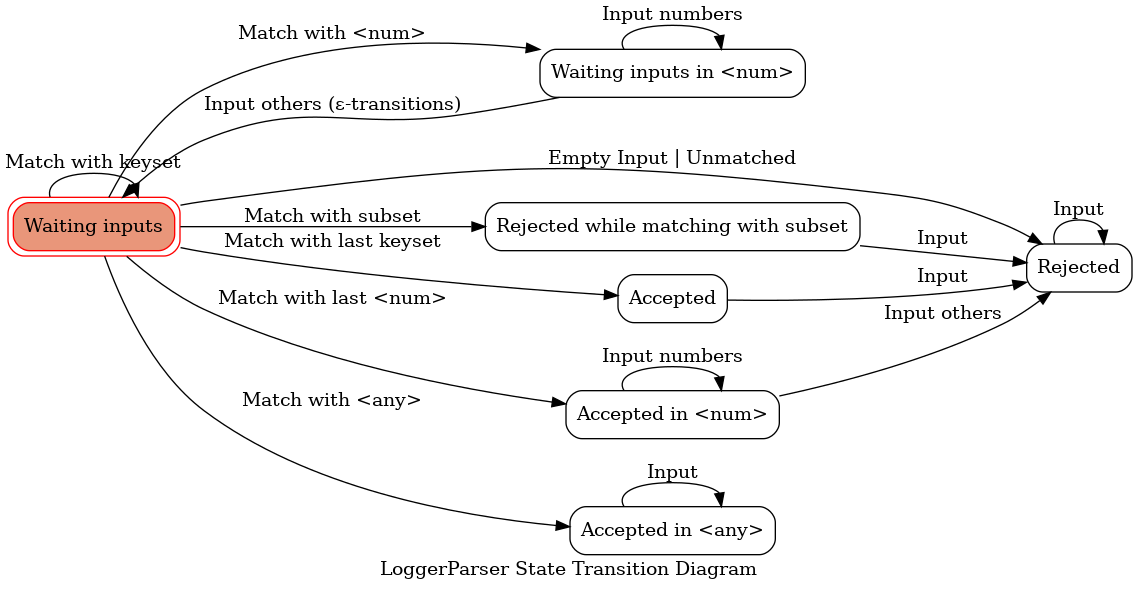 Input numbers
Match with <num>
Waiting inputs in <num>
Input others (ε-transitions)
Match with keyset
Empty Input | Unmatched
Waiting inputs
Match with subset
Rejected while matching with subset
Input
Input
Match with last keyset
Rejected
Accepted
Input
Match with last <num>
Input others
Input numbers
Accepted in <num>
Match with <any>
Input
Accepted in <any>
LoggerParser State Transition Diagram